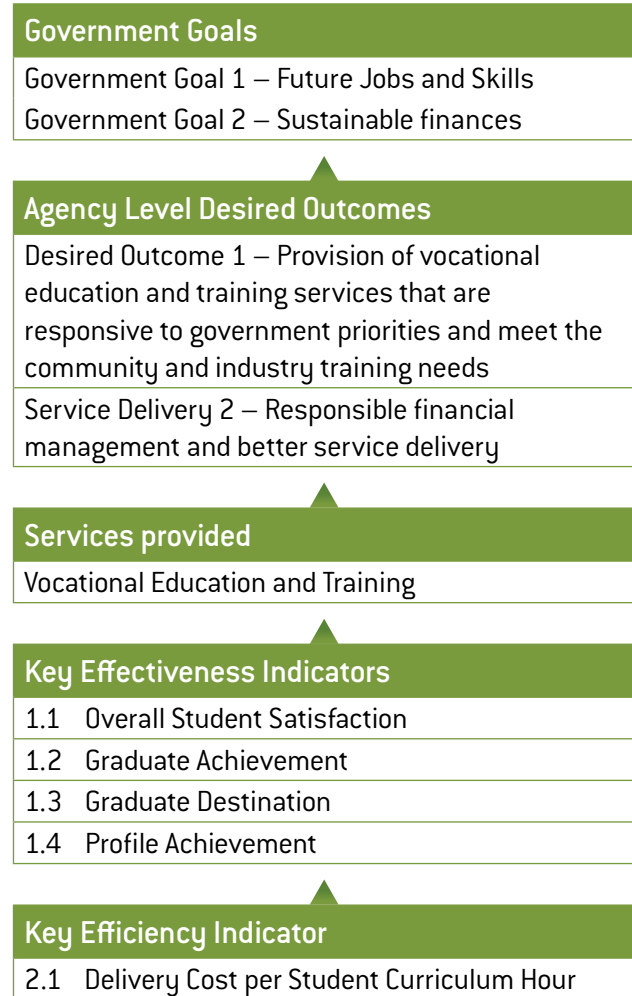 Government Goals
Government Goal 1 – Future Jobs and Skills
Government Goal 2 – Sustainable finances
Agency Level Desired Outcomes
Desired Outcome 1 – Provision of vocational
education and training services that are
responsive to government priorities and meet the
community and industry training needs
Service Delivery 2 – Responsible financial
management and better service delivery
Services provided
Vocational Education and Training
Key Effectiveness Indicators
1.1 Overall Student Satisfaction
1.2 Graduate Achievement
1.3 Graduate Destination
1.4 Profile Achievement
Key Efficiency Indicator
2.1 Delivery Cost per Student Curriculum Hour